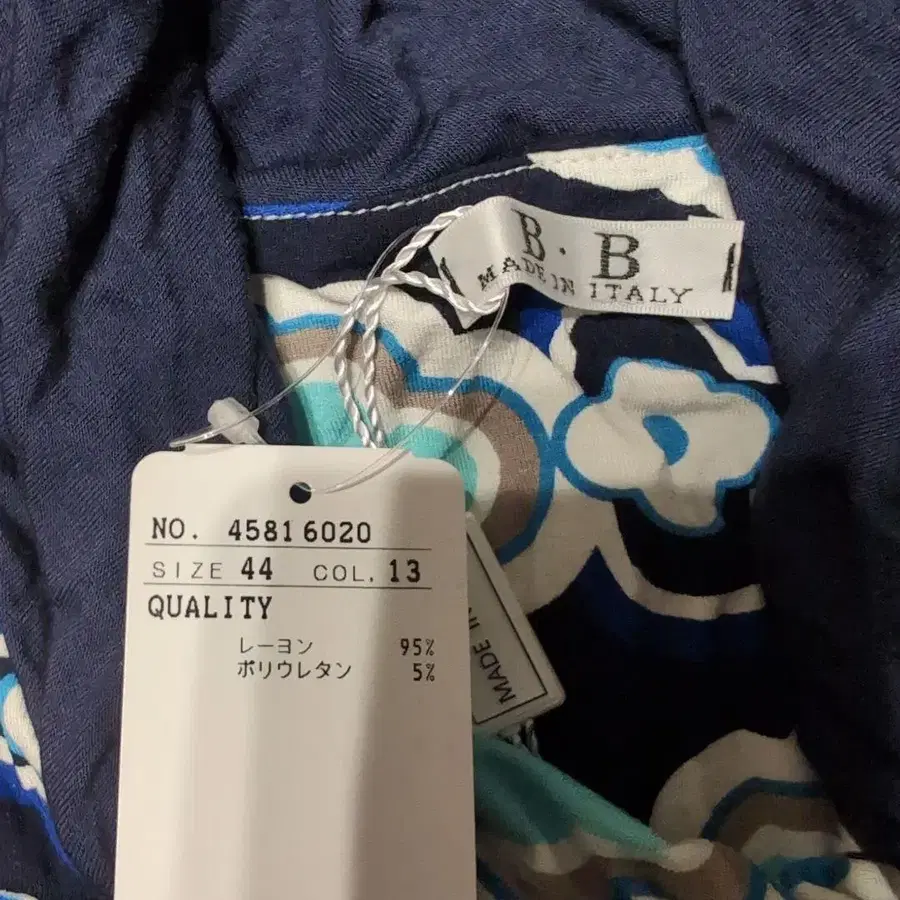 B.B
MADE IN ITALY
NO. 45816020
SIZE 44 COL. 13
QUALITY
レーヨン 95%
ポリウレタン 5%
MADE IN